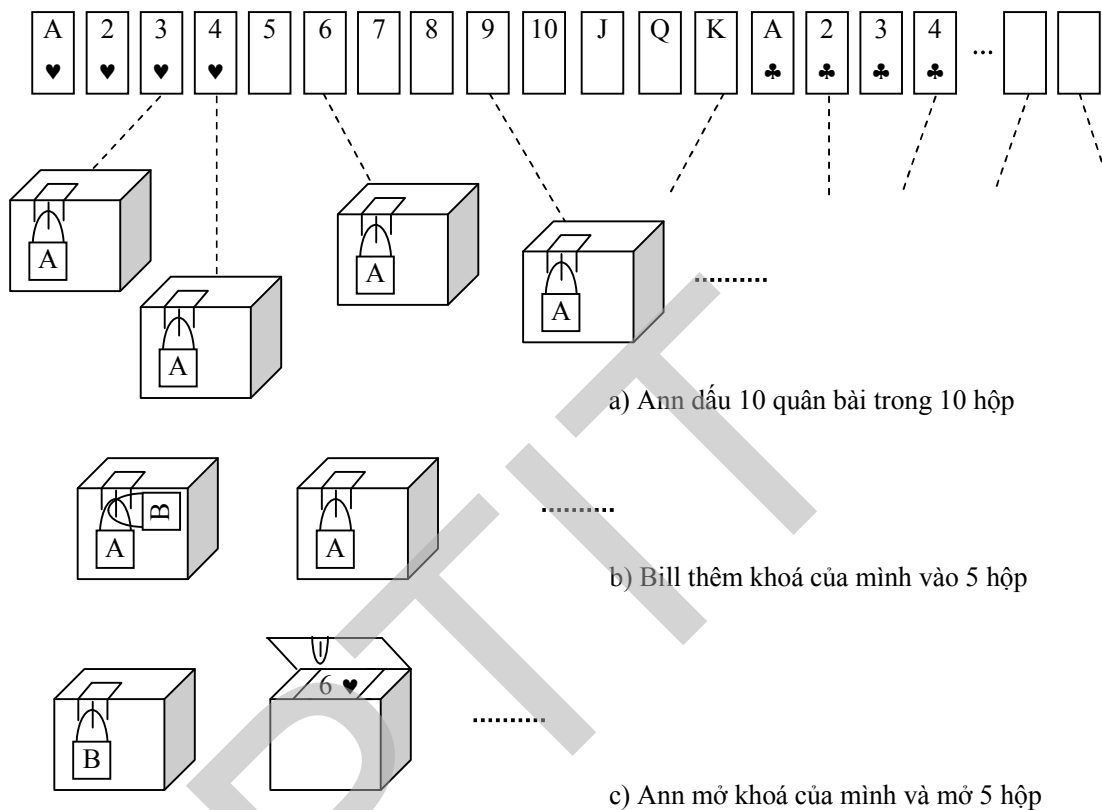 A 2 3 4 5 6 7 8 9 10 J Q K A 2 3 4 ...
♥ ♥ ♥ ♥ ♣ ♣ ♣ ♣
A
A
A
A
a) Ann dấu 10 quân bài trong 10 hộp
B
A A
b) Bill thêm khoá của mình vào 5 hộp
6 ♥
B
c) Ann mở khoá của mình và mở 5 hộp
PTIT